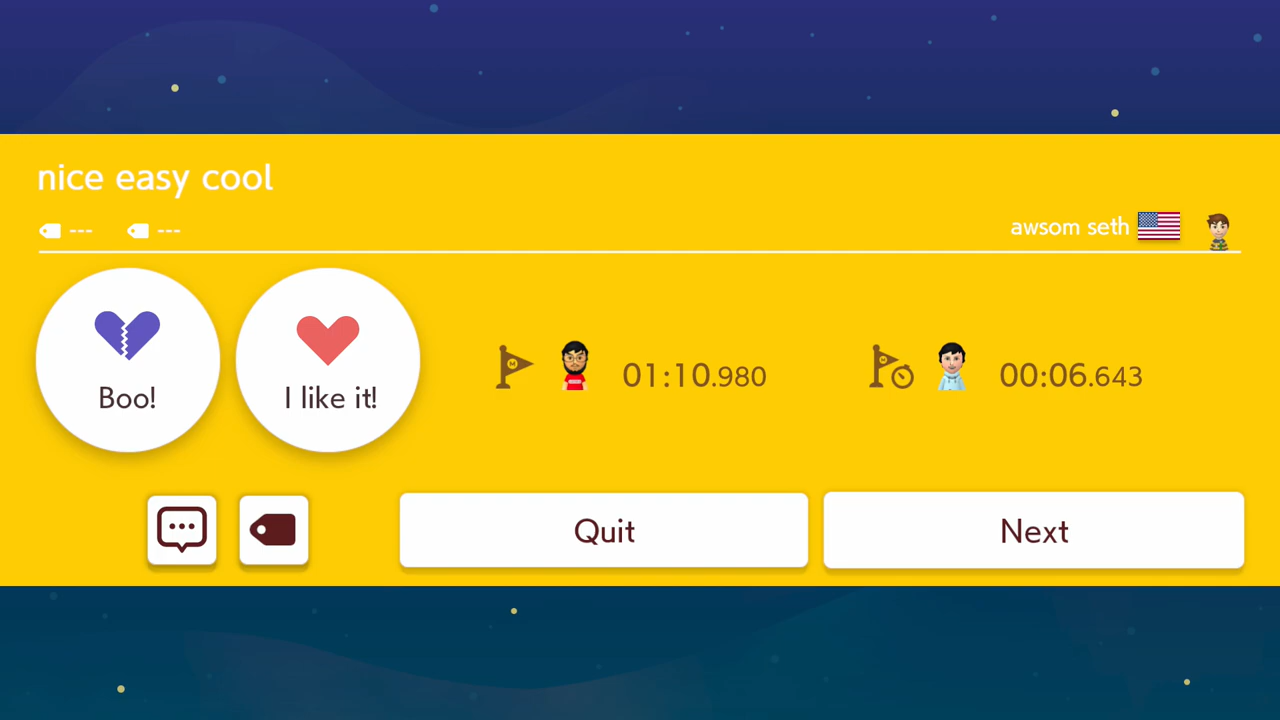 nice easy cool
--- ---
awsom seth
Boo!
I like it!
M
01:10.980
M
00:06.643
Quit
Next